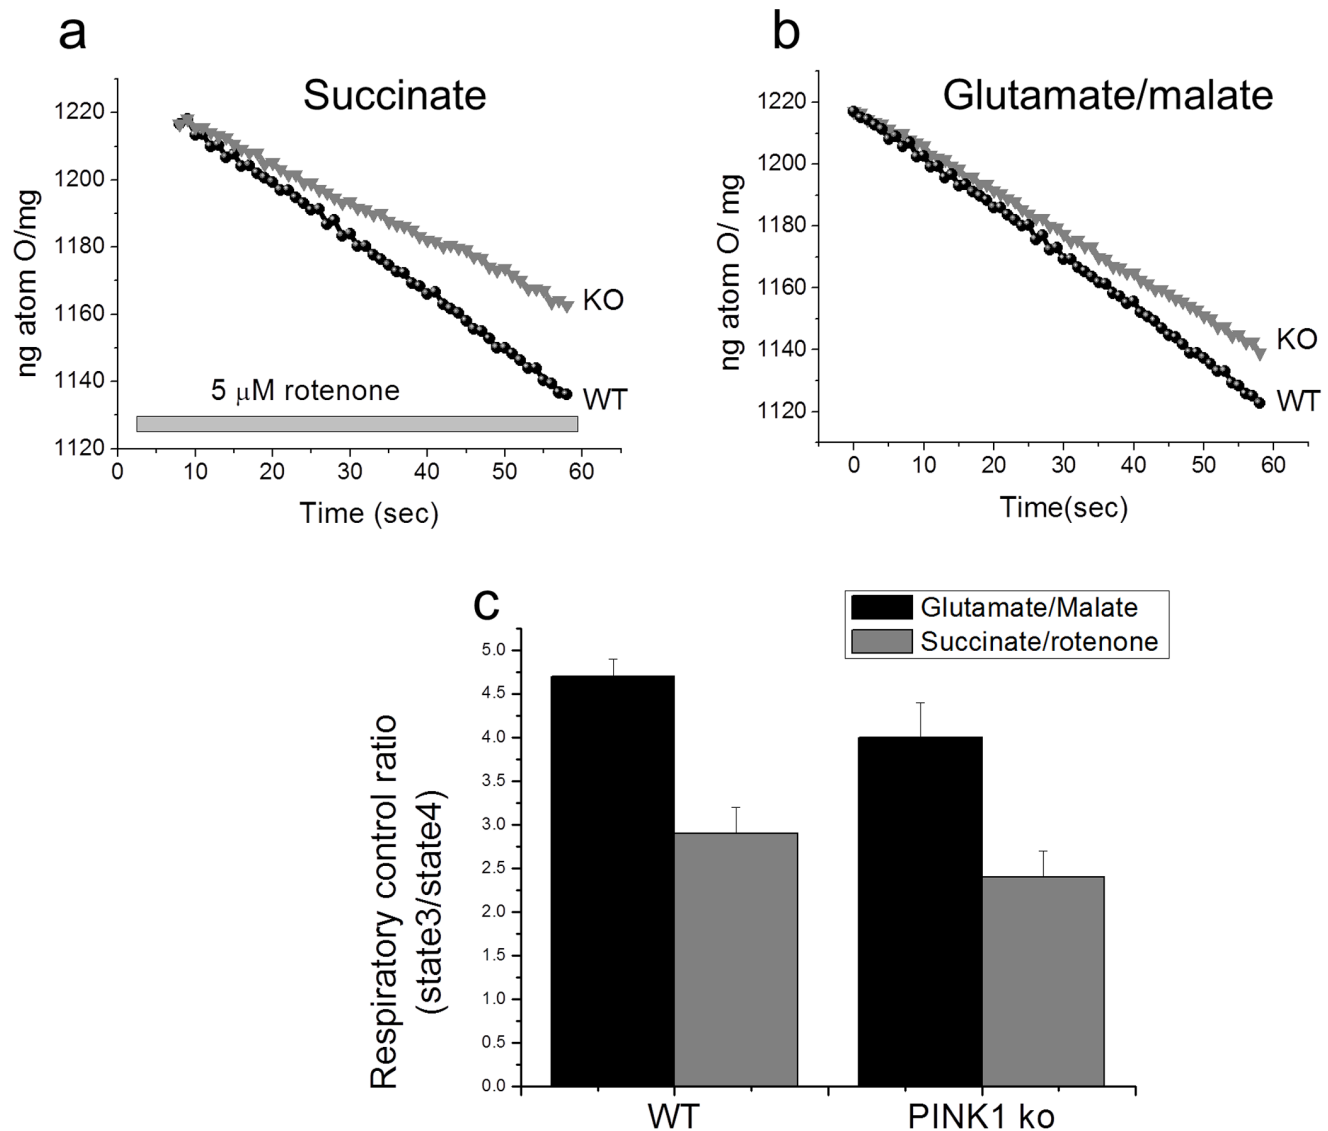 a
Succinate
1220
1200
1180
1160
1140
1120
ng atom O/mg
KO
WT
5 μM rotenone
0 10 20 30 40 50 60
Time (sec)
b
Glutamate/malate
1220
1200
1180
1160
1140
1120
ng atom O/ mg
KO
WT
0 10 20 30 40 50 60
Time(sec)
c
Glutamate/Malate
Succinate/rotenone
5.0
4.5
4.0
3.5
3.0
2.5
2.0
1.5
1.0
0.5
0.0
Respiratory control ratio
(state3/state4)
WT PINK1 ko